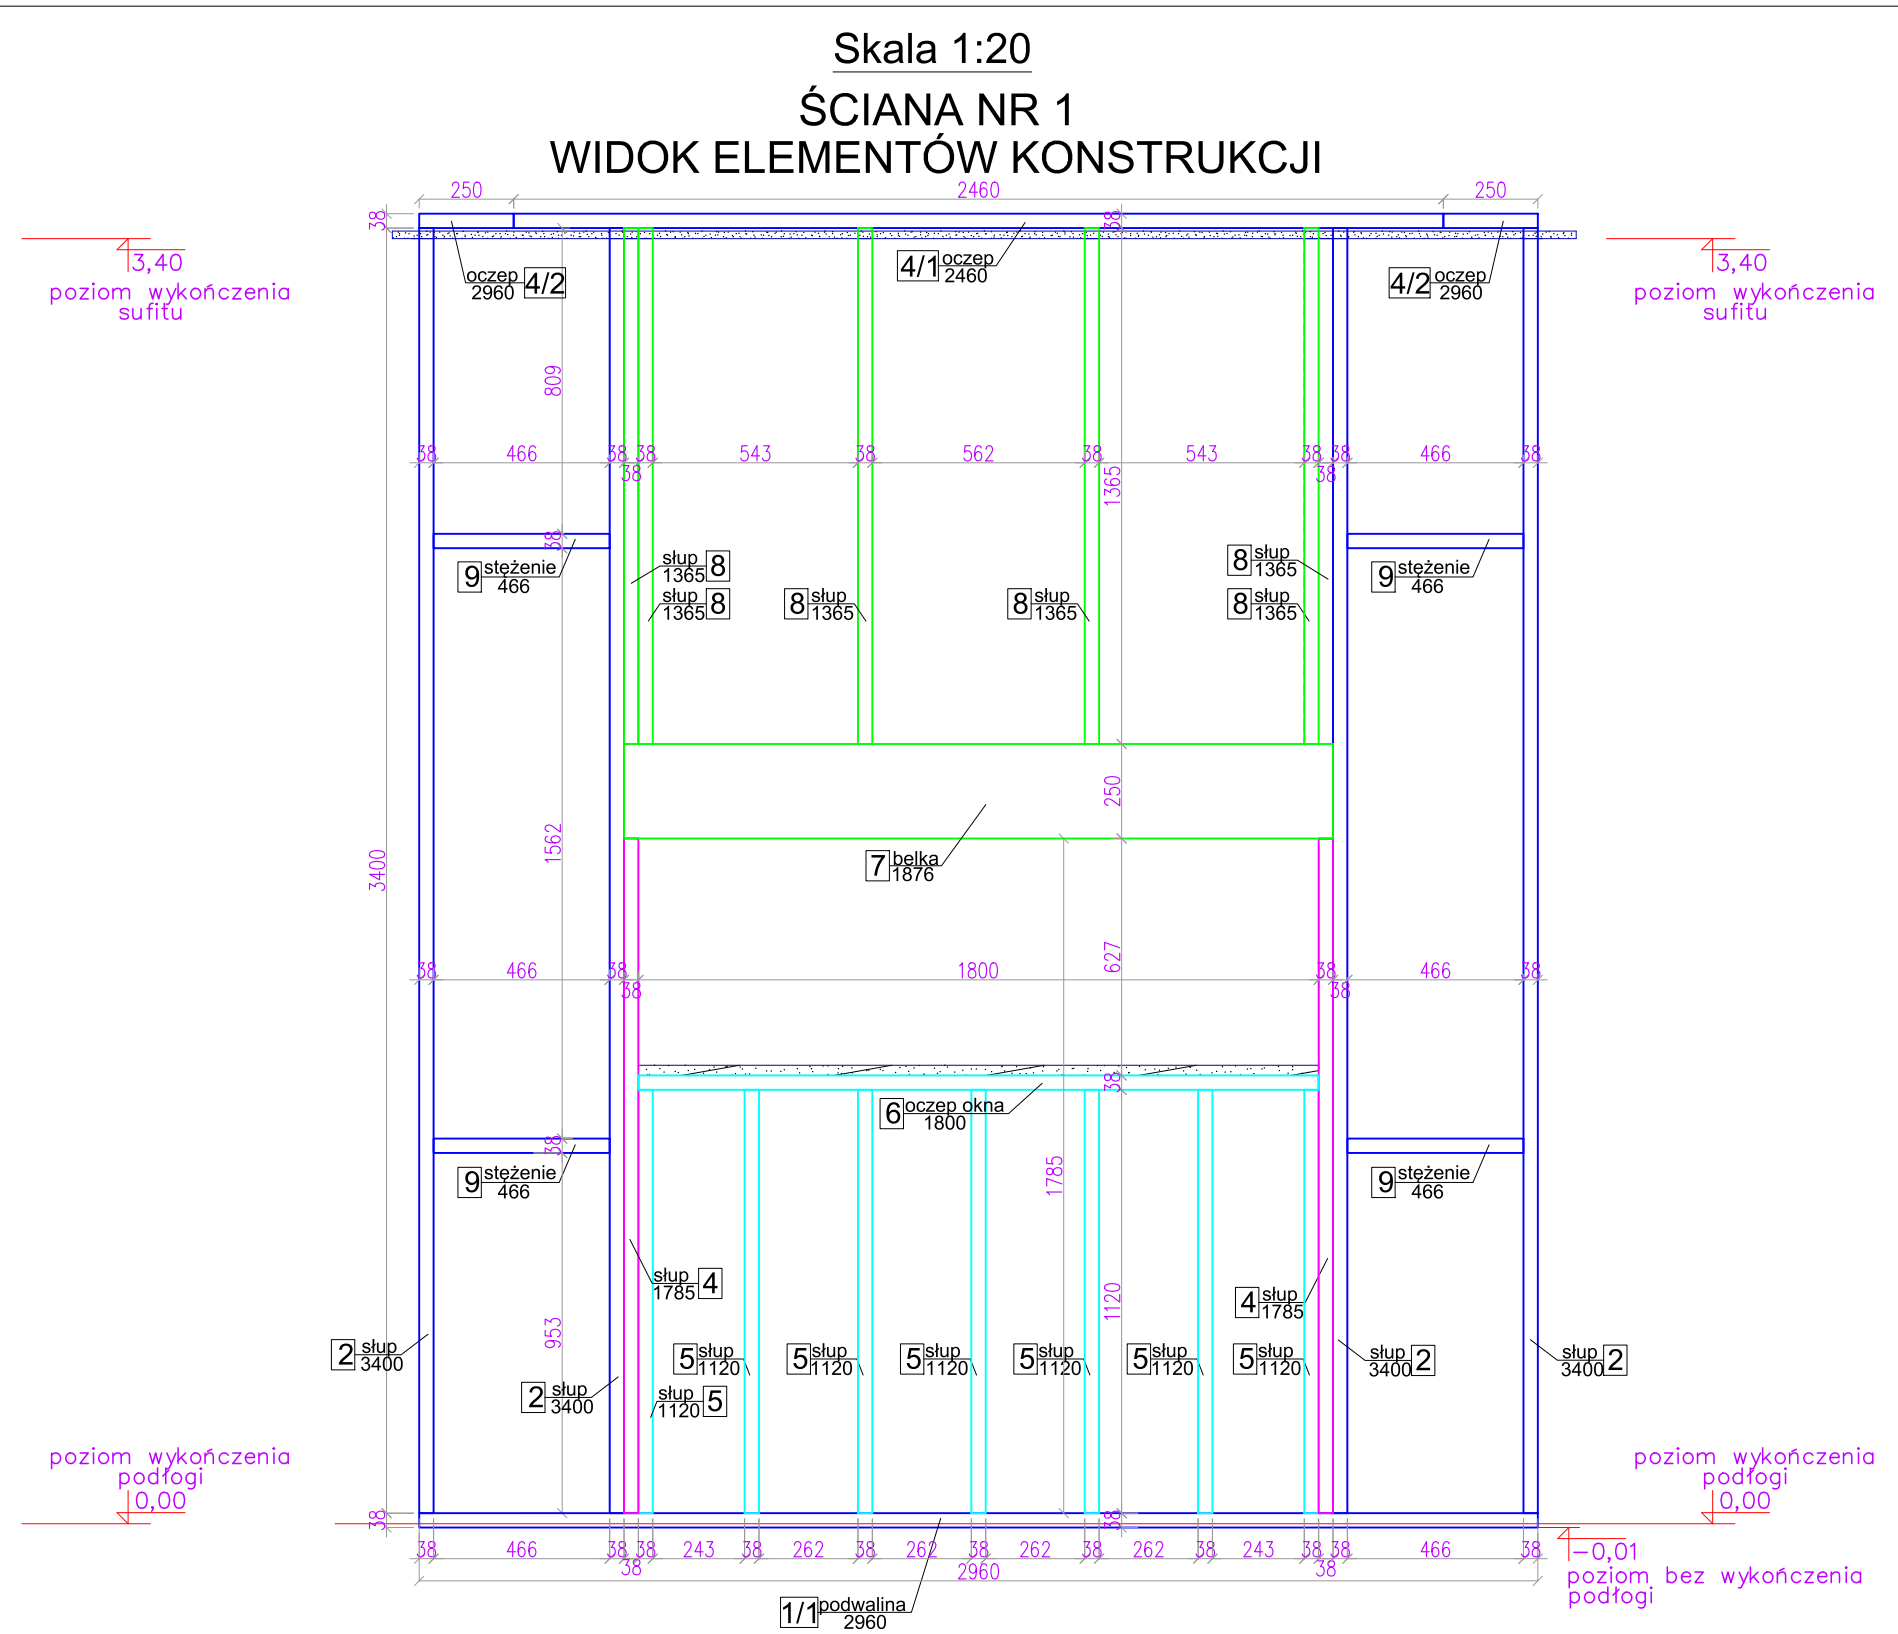 Skala 1:20
ŚCIANA NR 1
WIDOK ELEMENTÓW KONSTRUKCJI
250 2460 250
38 38
3,40
poziom wykończenia
sufitu
oczep
2960 4/2
4/1 oczep
2460
4/2 oczep
2960
3,40
poziom wykończenia
sufitu
809
38 466 38 38 543 38 562 38 543 38 38 466 38
38 38
1365
38
9 stężenie
466
słup
1365 8
słup
1365 8
8 słup
1365
8 słup
1365
8 słup
1365
8 słup
1365
9 stężenie
466
250
3400
1562
7 belka
1876
627
38 466 38 1800 38 466 38
38 38
38
6 oczep okna
1800
38
9 stężenie
466
9 stężenie
466
1785
słup
1785 4
4 słup
1785
1120
953
2 słup
3400
5 słup
1120
5 słup
1120
5 słup
1120
5 słup
1120
5 słup
1120
5 słup
1120
słup
3400 2
słup
3400 2
2 słup
3400
słup
1120 5
poziom wykończenia
podłogi
0,00
poziom wykończenia
podłogi
0,00
38 38
38 466 38 38 243 38 262 38 262 38 262 38 262 38 243 38 38 466 38
38 38
2960
-0,01
poziom bez wykończenia
podłogi
1/1 podwalina
2960